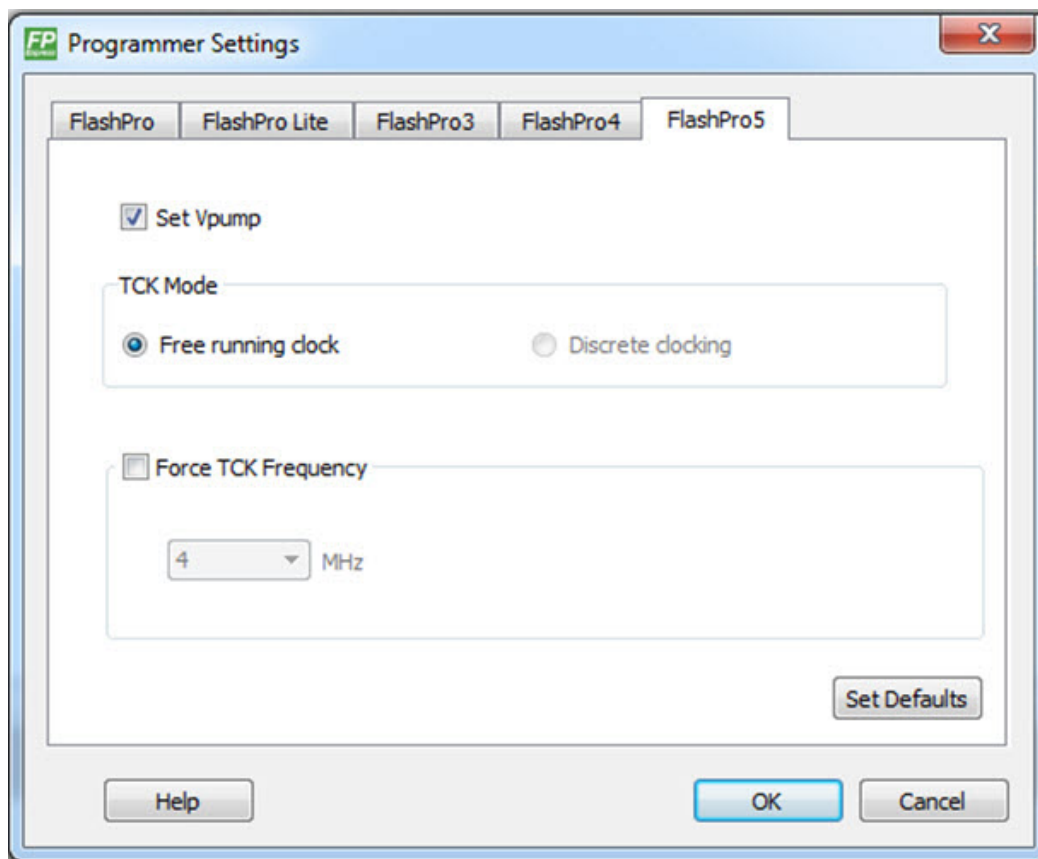 FP Express Programmer Settings
FlashPro FlashPro Lite FlashPro3 FlashPro4 FlashPro5
Set Vpump
TCK Mode
Free running clock Discrete clocking
Force TCK Frequency
4 MHz
Set Defaults
Help OK Cancel